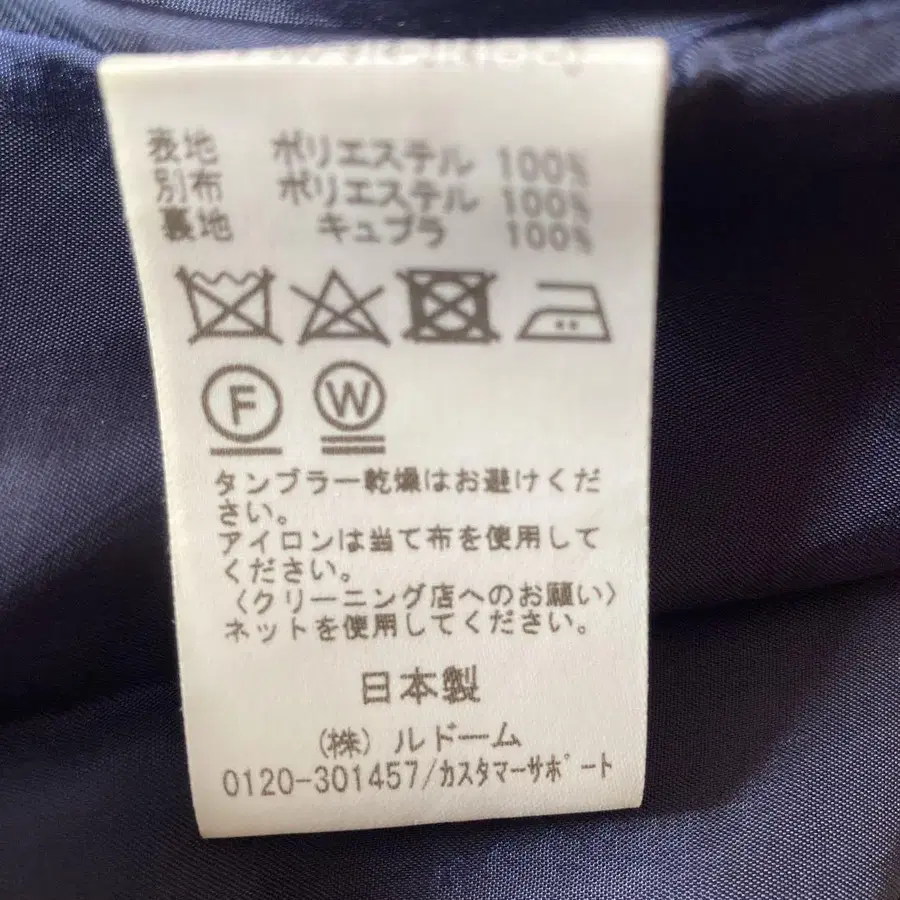 表地 ポリエステル 100%
別布 ポリエステル 100%
裏地 キュプラ 100%
F W
タンブラー乾燥はお避けくだ
さい。
アイロンは当て布を使用して
ください。
〈クリーニング店へのお願い〉
ネットを使用してください。
日本製
(株) ルドーム
0120-301457/カスタマーサポート